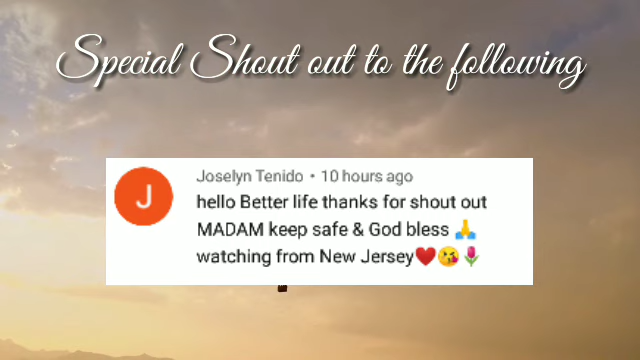 Special Shout out to the following
J
Joselyn Tenido • 10 hours ago
hello Better life thanks for shout out
MADAM keep safe & God bless 🙏
watching from New Jersey❤️😘🌷